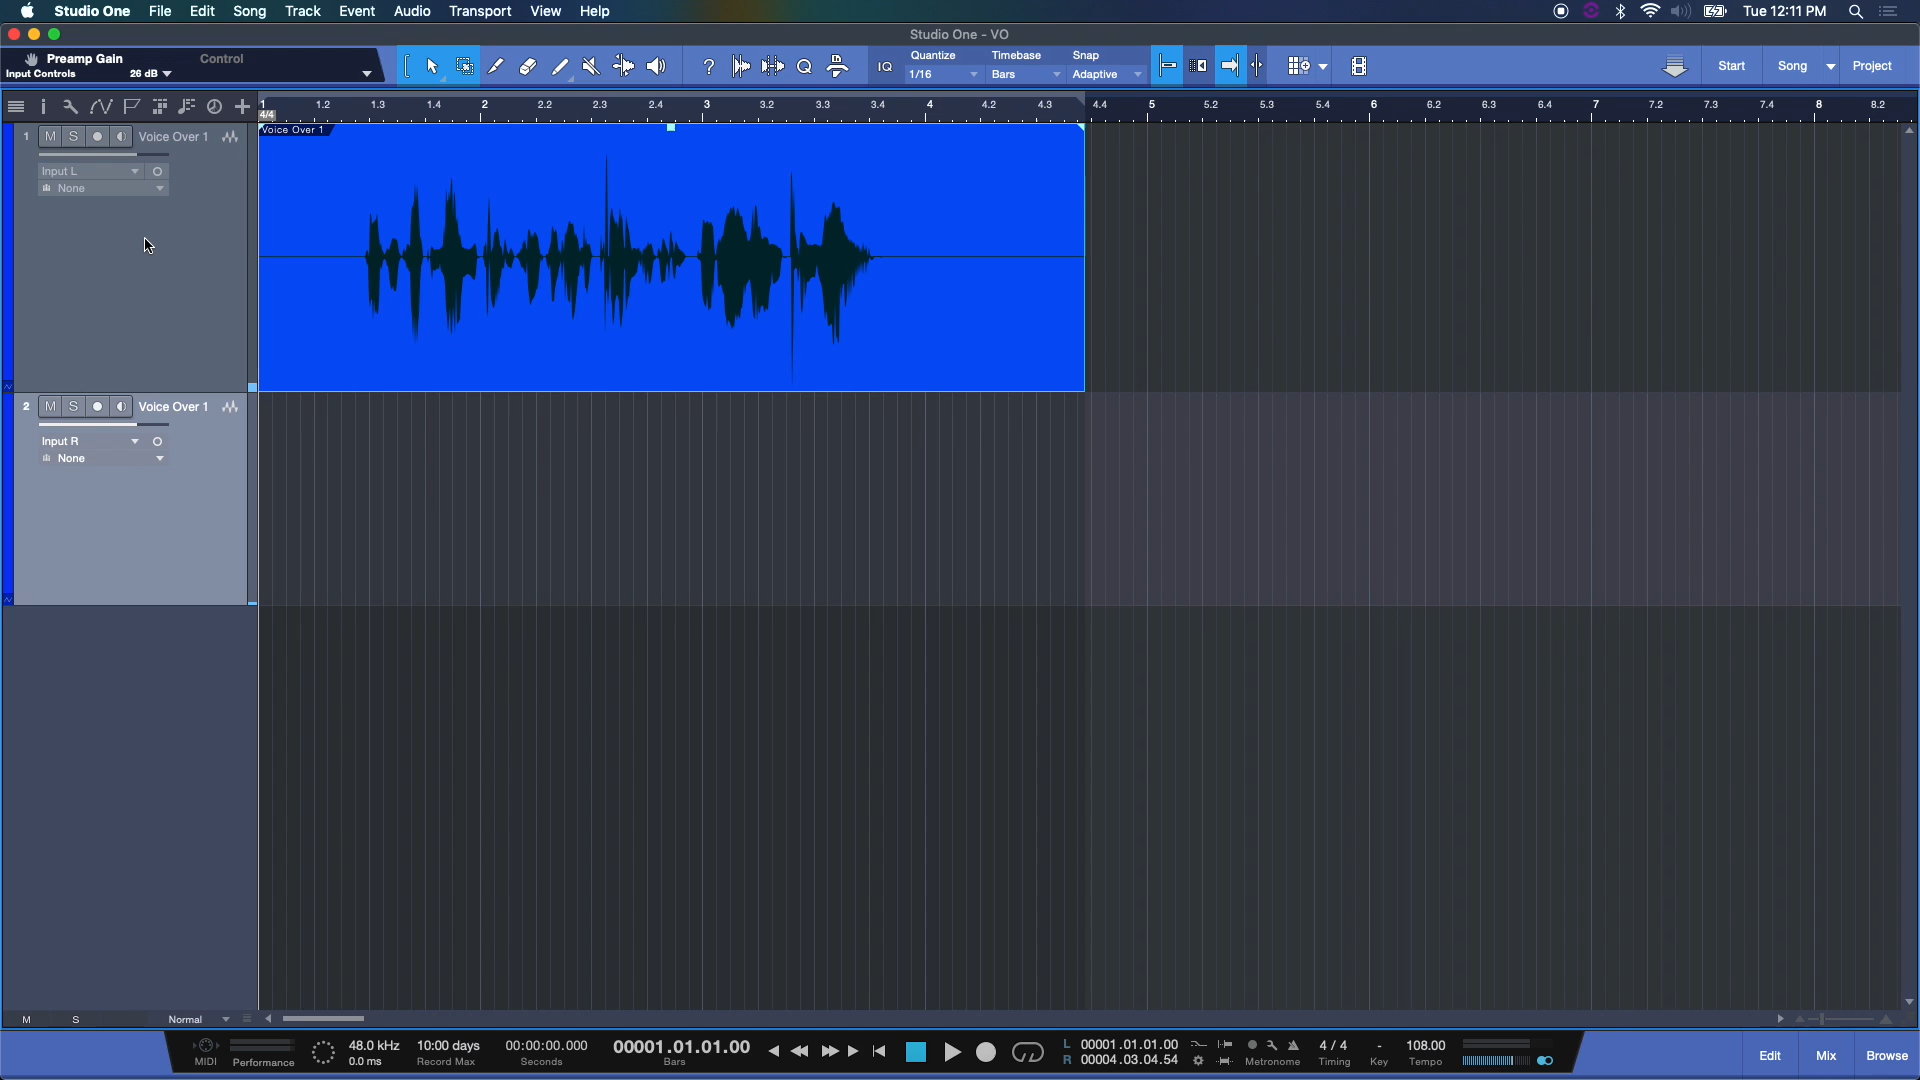 Studio One File Edit Song Track Event Audio Transport View Help Tue 12:11 PM
Studio One - VO
Preamp Gain Control
Input Controls 26 dB
? Q IQ
Quantize Timebase Snap
1/16 Bars Adaptive
Start Song Project
1 1.2 1.3 1.4 2 2.2 2.3 2.4 3 3.2 3.3 3.4 4 4.2 4.3 4.4 5 5.2 5.3 5.4 6 6.2 6.3 6.4 7 7.2 7.3 7.4 8 8.2
4/4
1 M S Voice Over 1
Voice Over 1
Input L
None
2 M S Voice Over 1
Input R
None
M S Normal
MIDI Performance
48.0 kHz
0.0 ms
10:00 days
Record Max
00:00:00.000
Seconds
00001.01.01.00
Bars
L 00001.01.01.00
R 00004.03.04.54
Metronome
4 / 4
Timing
-
Key
108.00
Tempo
Edit Mix Browse